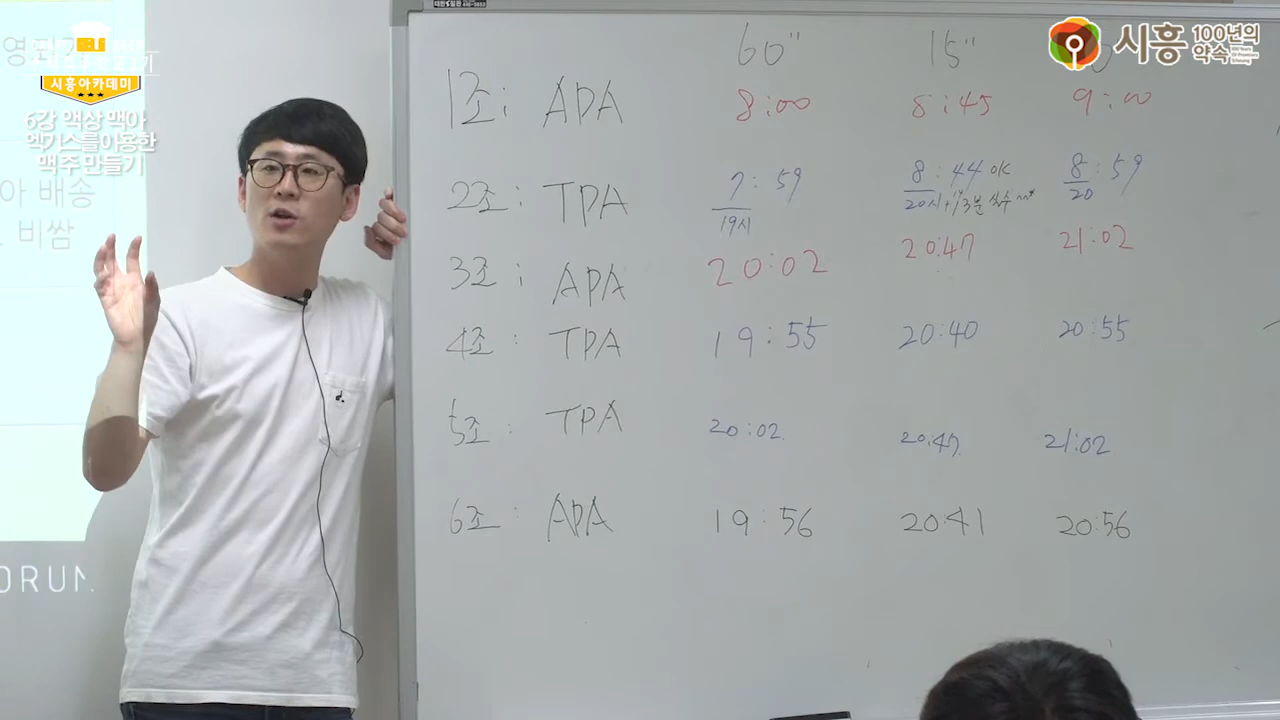 시흥 100년의 약속
시흥아카데미
6강 액상 맥아
엑기스를 이용한
맥주 만들기
아 배송
비쌈
ORUM
60" 15"
1조: APA 8:00 8:45 9:00
2조: TPA 7:59 8:44 OK 8:59
19시 20시 20
3조: APA 20:02 20:47 21:02
4조: TPA 19:55 20:40 20:55
5조: TPA 20:02 20:47 21:02
6조: APA 19:56 20:41 20:56